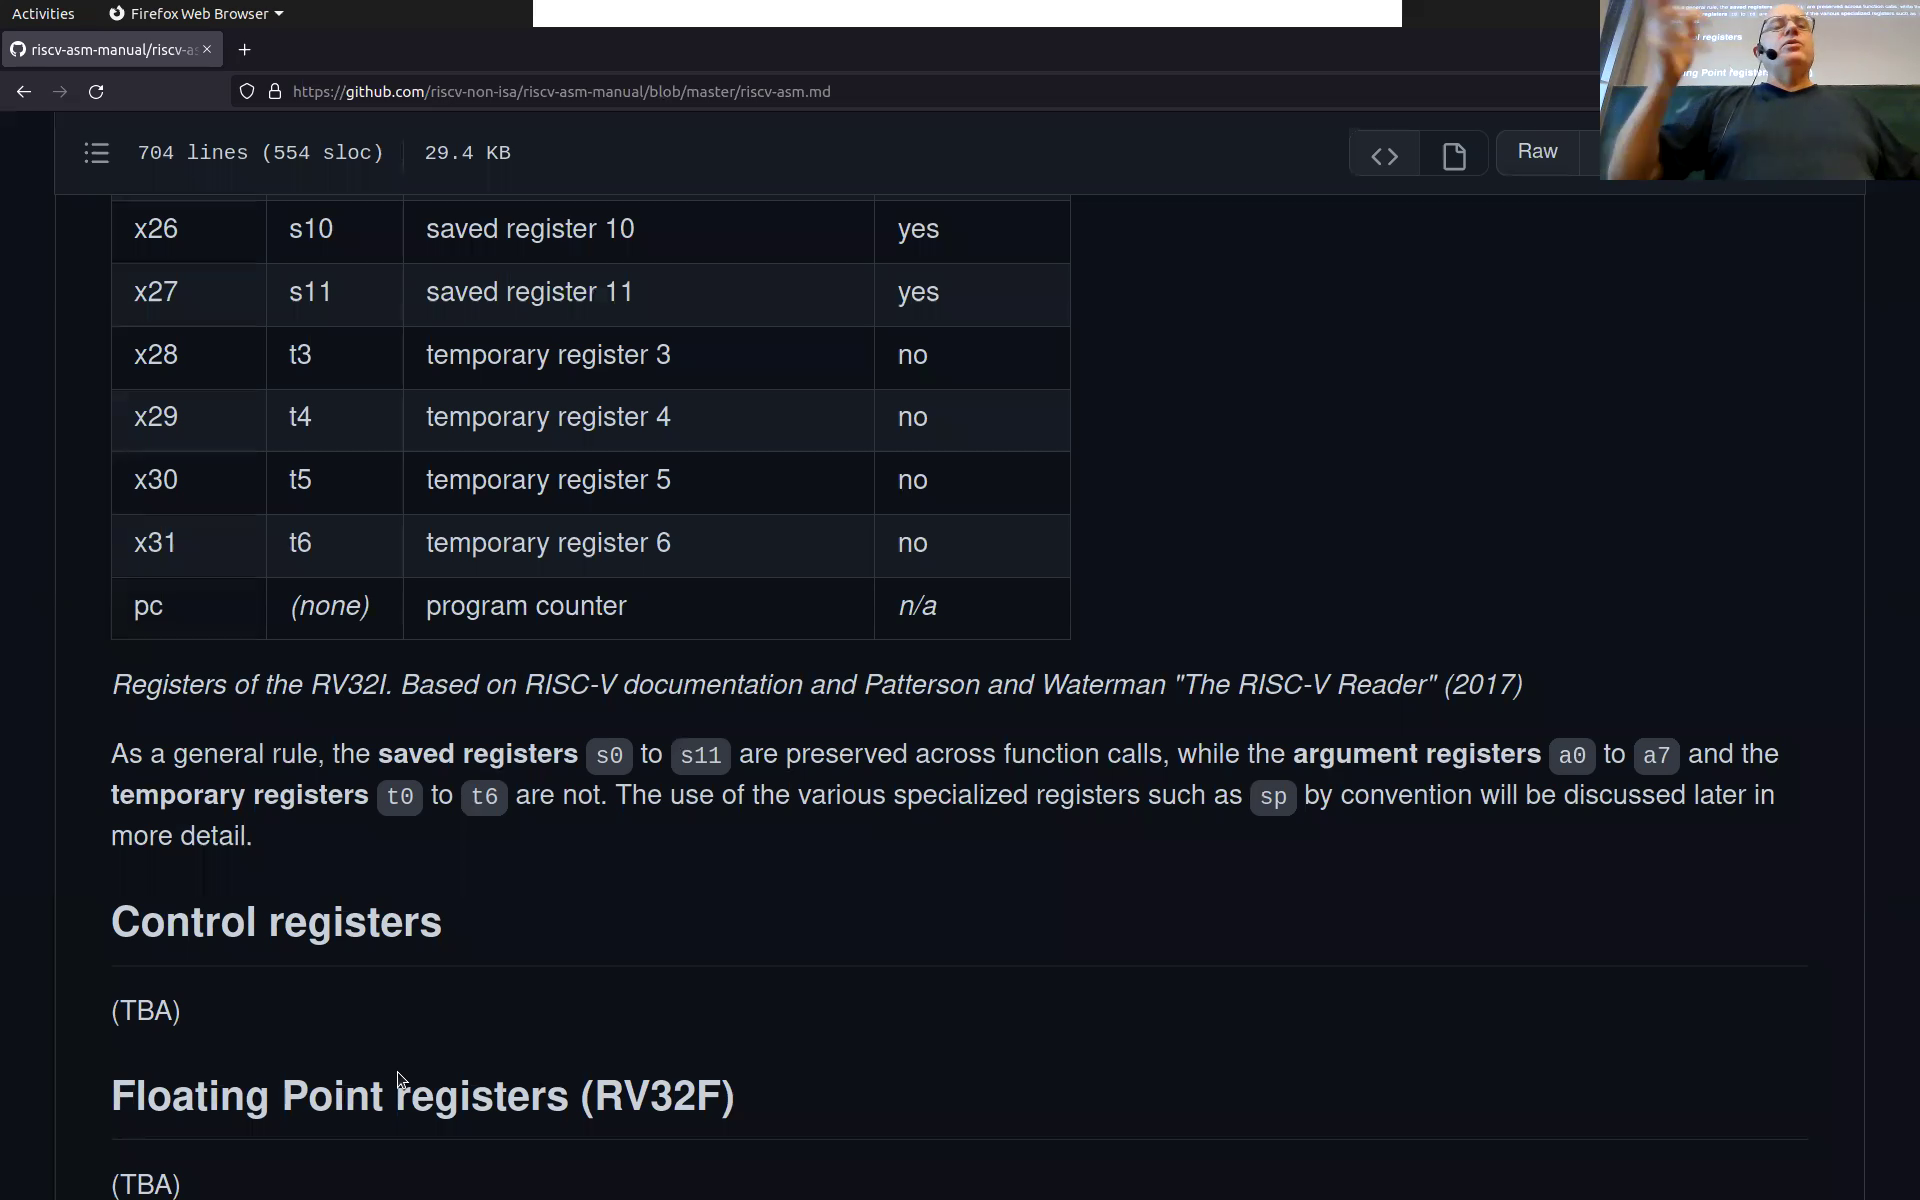 Activities
Firefox Web Browser
riscv-asm-manual/riscv-as
https://github.com/riscv-non-isa/riscv-asm-manual/blob/master/riscv-asm.md
704 lines (554 sloc)
29.4 KB
Raw
x26 s10 saved register 10 yes
x27 s11 saved register 11 yes
x28 t3 temporary register 3 no
x29 t4 temporary register 4 no
x30 t5 temporary register 5 no
x31 t6 temporary register 6 no
pc (none) program counter n/a
Registers of the RV32I. Based on RISC-V documentation and Patterson and Waterman "The RISC-V Reader" (2017)
As a general rule, the saved registers s0 to s11 are preserved across function calls, while the argument registers a0 to a7 and the
temporary registers t0 to t6 are not. The use of the various specialized registers such as sp by convention will be discussed later in
more detail.
Control registers
(TBA)
Floating Point registers (RV32F)
(TBA)